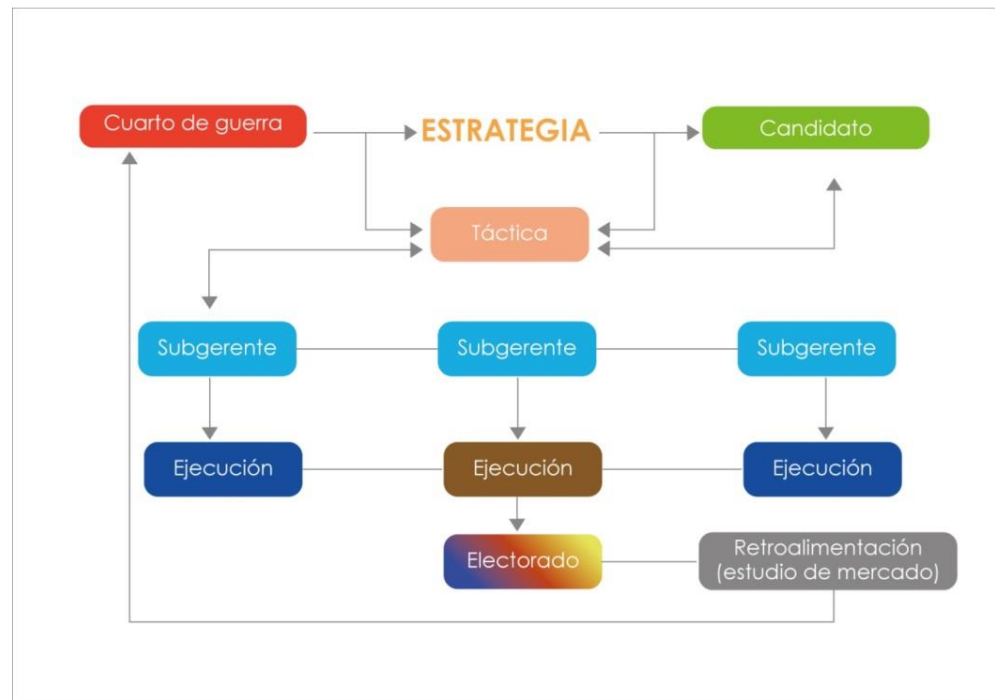 Cuarto de guerra
ESTRATEGIA
Candidato
Táctica
Subgerente
Subgerente
Subgerente
Ejecución
Ejecución
Ejecución
Electorado
Retroalimentación
(estudio de mercado)